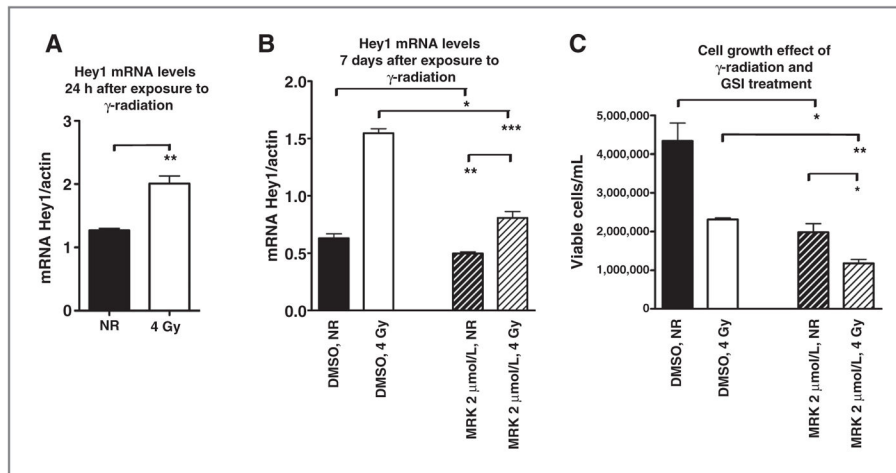 A
Hey1 mRNA levels
24 h after exposure to
γ-radiation
3
2
1
0
mRNA Hey1/actin
**
NR
4 Gy
B
Hey1 mRNA levels
7 days after exposure to
γ-radiation
2.0
1.5
1.0
0.5
0.0
mRNA Hey1/actin
*
***
**
DMSO, NR
DMSO, 4 Gy
MRK 2 μmol/L, NR
MRK 2 μmol/L, 4 Gy
C
Cell growth effect of
γ-radiation and
GSI treatment
5,000,000
4,000,000
3,000,000
2,000,000
1,000,000
0
Viable cells/mL
*
**
*
DMSO, NR
DMSO, 4 Gy
MRK 2 μmol/L, NR
MRK 2 μmol/L, 4 Gy